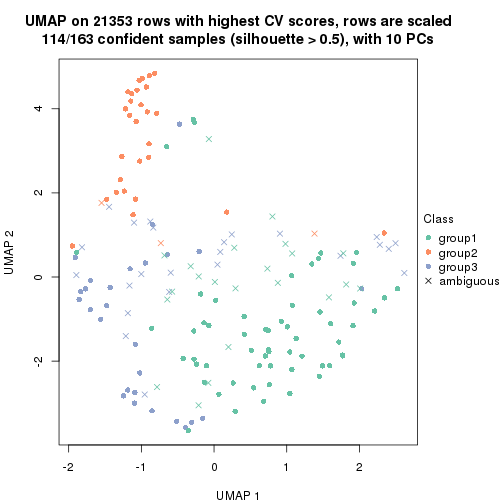 UMAP on 21353 rows with highest CV scores, rows are scaled
114/163 confident samples (silhouette > 0.5), with 10 PCs
4
2
0
-2
UMAP 2
-2
-1
0
1
2
UMAP 1
Class
group1
group2
group3
ambiguous